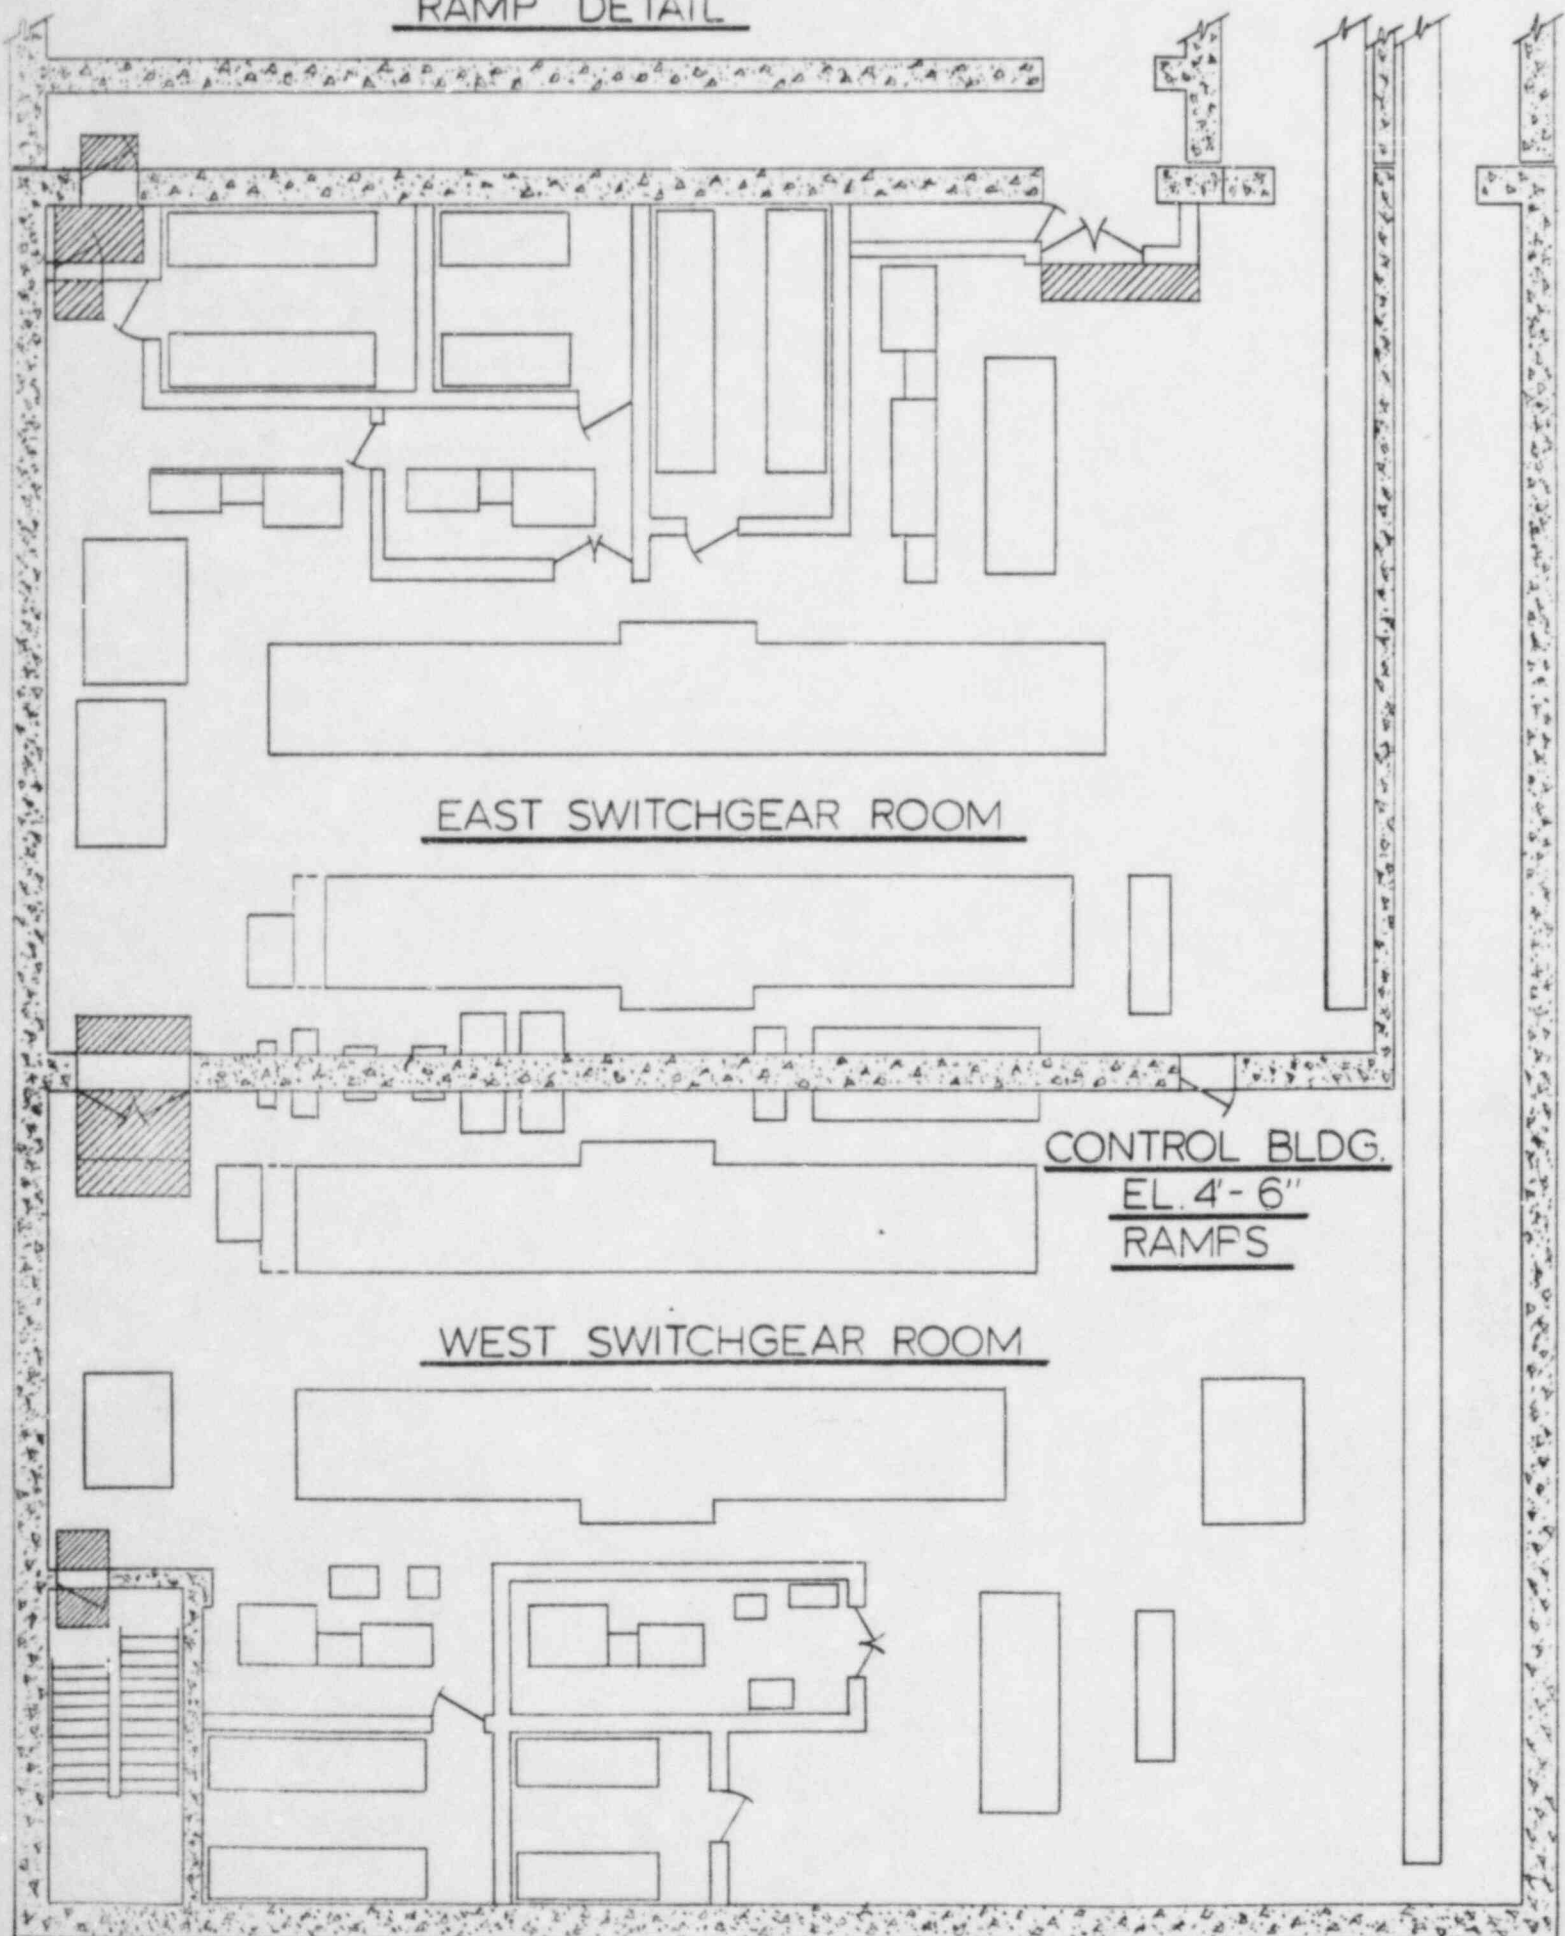 RAMP DETAIL
EAST SWITCHGEAR ROOM
CONTROL BLDG.
EL. 4'-6"
RAMPS
WEST SWITCHGEAR ROOM